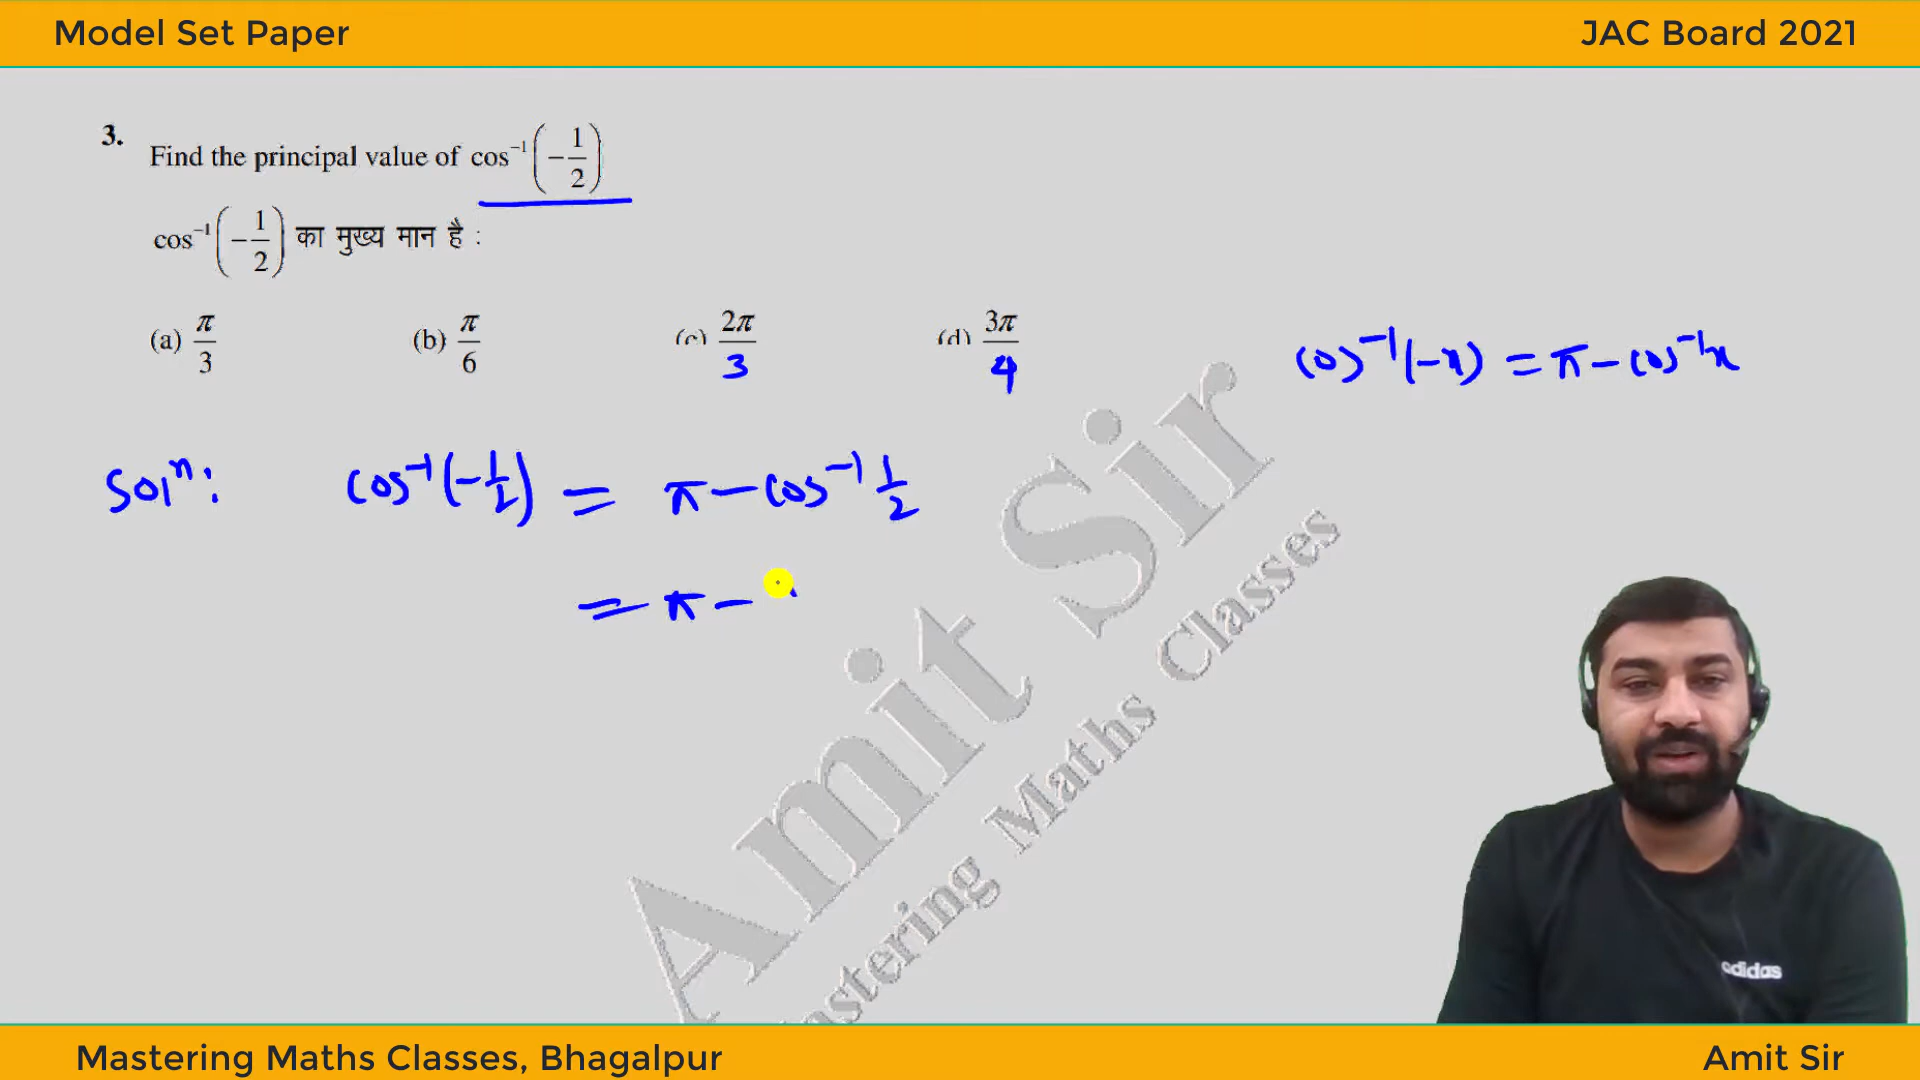 Model Set Paper
JAC Board 2021
3. Find the principal value of cos⁻¹(−1/2)
cos⁻¹(−1/2) का मुख्य मान है :
(a) π/3 (b) π/6 (c) 2π/3 (d) 3π/4
cos⁻¹(−x) = π − cos⁻¹x
Solⁿ: cos⁻¹(−1/2) = π − cos⁻¹ 1/2
= π −
Amit Sir
Mastering Maths Classes
adidas
Mastering Maths Classes, Bhagalpur
Amit Sir